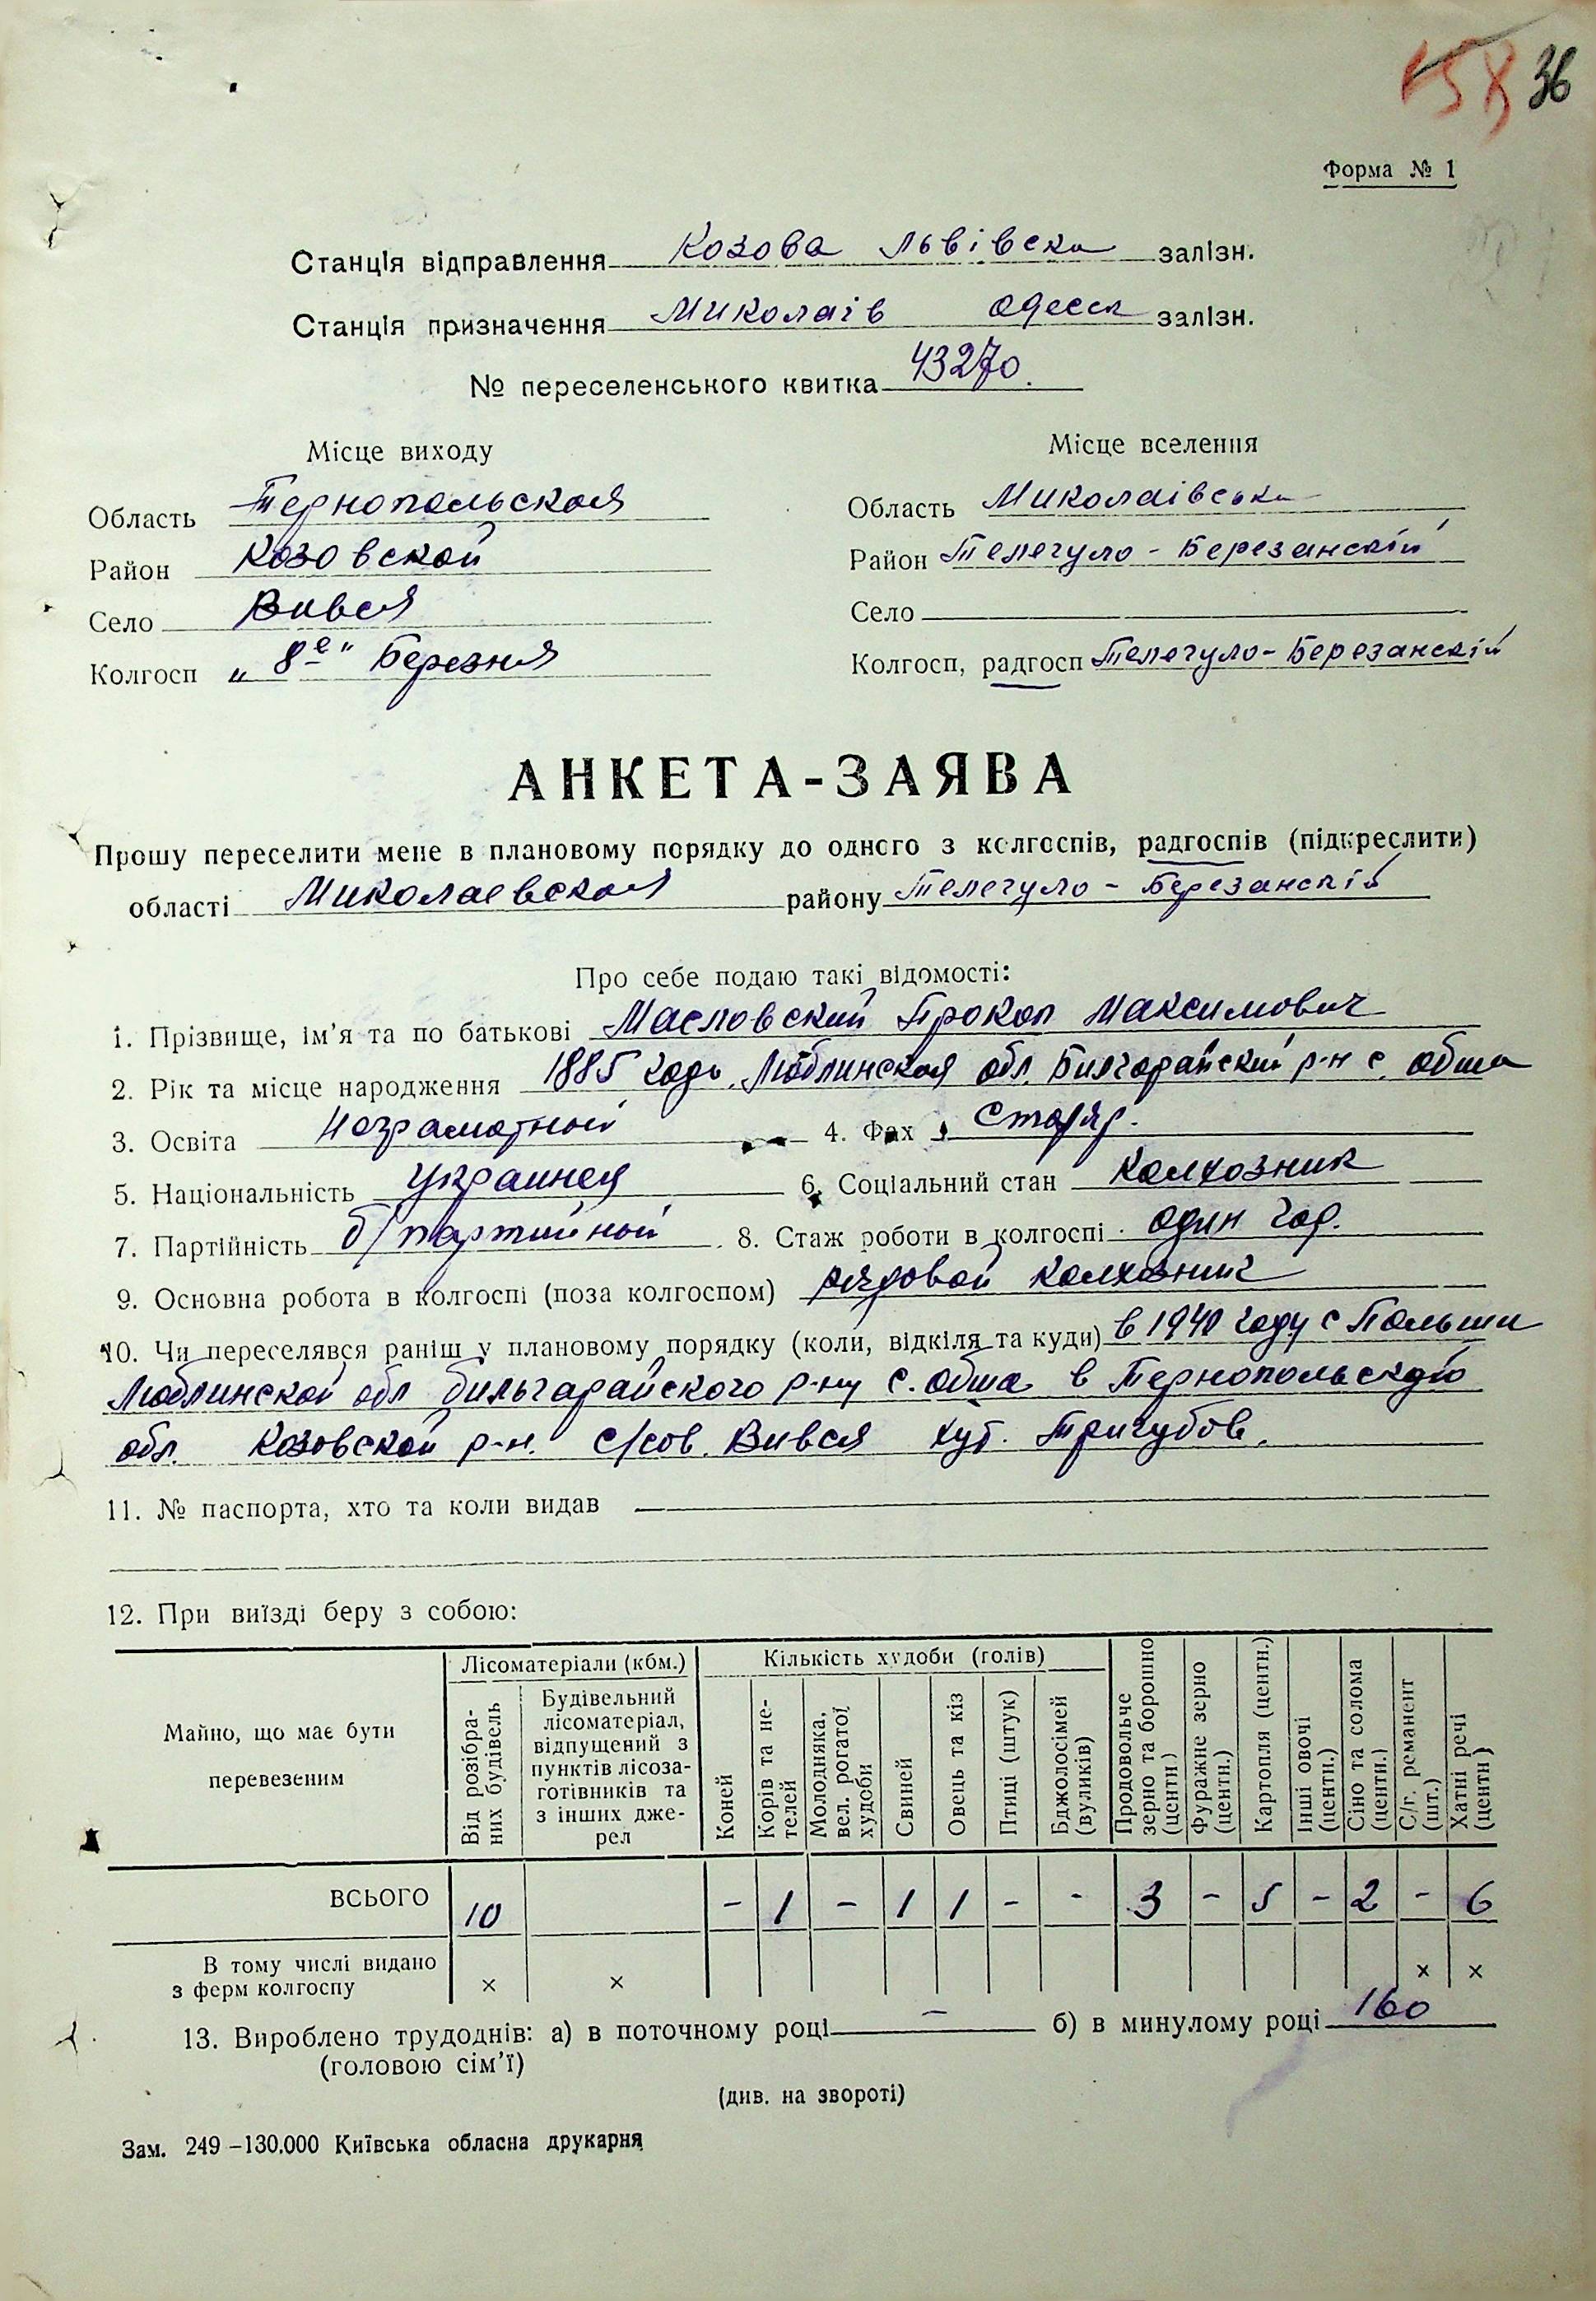 158 36
Форма № 1
Станція відправлення Козова Львівска залізн.
Станція призначення Миколаів Одесск залізн.
№ переселенського квитка 43270.
Місце виходу
Область Тернопольская
Район Козовской
Село Вився
Колгосп „8е" Березня
Місце вселення
Область Миколаівська
Район Телегуло-Березанскій
Село
Колгосп, радгосп Телегуло-Березанскій
АНКЕТА-ЗАЯВА
Прошу переселити мене в плановому порядку до одного з колгоспів, радгоспів (підкреслити)
області Миколаевская району Телегуло-Березанскій
Про себе подаю такі відомості:
1. Прізвище, ім'я та по батькові Масловский Прокоп Максимович
2. Рік та місце народження 1885 года. Люблинская обл. Билгорайский р-н с. Обша
3. Освіта неграмотный 4. Фах Столяр.
5. Національність украинец 6. Соціальний стан колхозник
7. Партійність б/партийной 8. Стаж роботи в колгоспі один год.
9. Основна робота в колгоспі (поза колгоспом) рядовой колхозник
10. Чи переселявся раніш у плановому порядку (коли, відкіля та куди) в 1940 году с Польши
Люблинской обл бильгарайского р-ну с. Обша в Тернопольскую
обл. Козовской р-н. с/сов. Вився хут. Тригубов.
11. № паспорта, хто та коли видав
12. При виїзді беру з собою:
Майно, що має бути перевезеним
Лісоматеріали (кбм.)
Від розібраних будівель
Будівельний лісоматеріал, відпущений з пунктів лісозаготівників та з інших джерел
Кількість худоби (голів)
Коней
Корів та нетелей
Молодняка, вел. рогатої худоби
Свиней
Овець та кіз
Птиці (штук)
Бджолосімей (вуликів)
Продовольче зерно та борошно (центн)
Фуражне зерно (центн.)
Картопля (центн.)
Інші овочі (центн.)
Сіно та солома (центн.)
С/г. реманент (шт.)
Хатні речі (центн)
ВСЬОГО 10 - 1 - 1 1 - - 3 - 5 - 2 - 6
В тому числі видано
з ферм колгоспу × × × ×
13. Вироблено трудоднів: а) в поточному році - б) в минулому році 160
(головою сім'ї)
(див. на звороті)
Зам. 249-130.000 Київська обласна друкарня